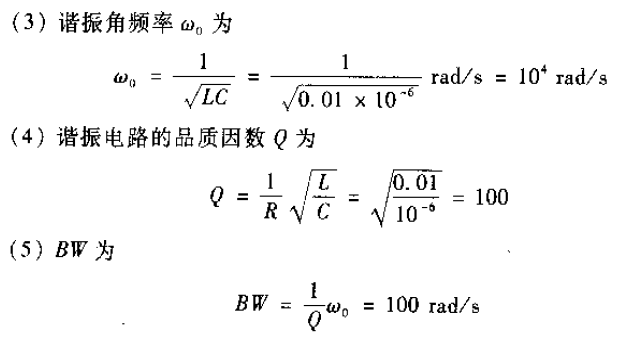 (3) 谐振角频率 ω₀ 为
ω₀ = 1/√LC = 1/√0.01 × 10⁻⁶ rad/s = 10⁴ rad/s
(4) 谐振电路的品质因数 Q 为
Q = 1/R √L/C = √0.01/10⁻⁶ = 100
(5) BW 为
BW = 1/Q ω₀ = 100 rad/s